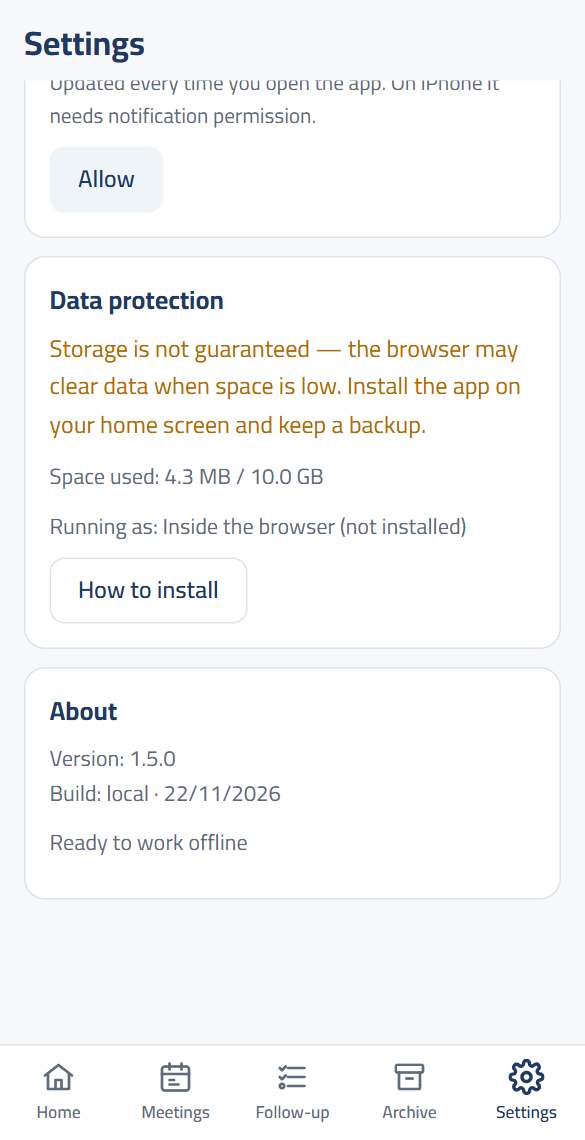 Settings
Updated every time you open the app. On iPhone it
needs notification permission.
Allow
Data protection
Storage is not guaranteed — the browser may
clear data when space is low. Install the app on
your home screen and keep a backup.
Space used: 4.3 MB / 10.0 GB
Running as: Inside the browser (not installed)
How to install
About
Version: 1.5.0
Build: local · 22/11/2026
Ready to work offline
Home
Meetings
Follow-up
Archive
Settings